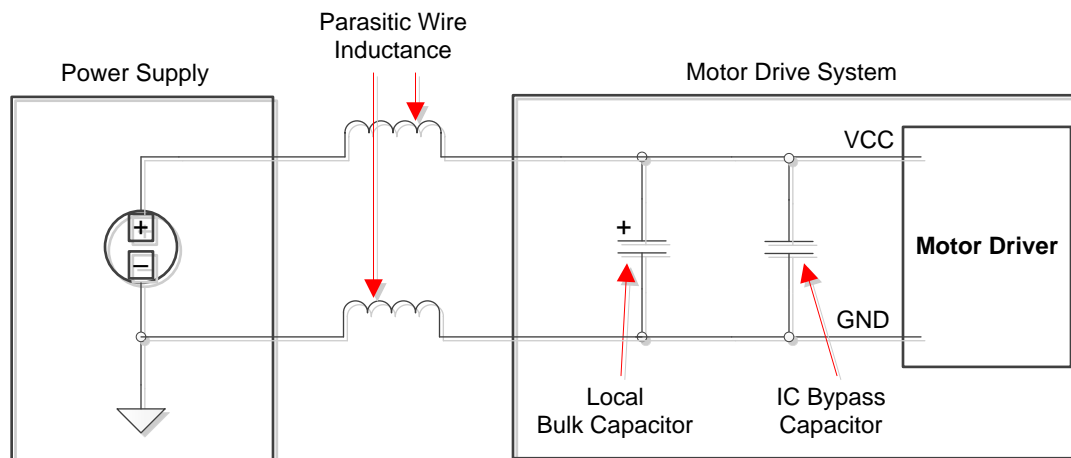 Parasitic Wire
Inductance
Power Supply
Motor Drive System
VCC
+
−
+
Motor Driver
GND
Local
Bulk Capacitor
IC Bypass
Capacitor